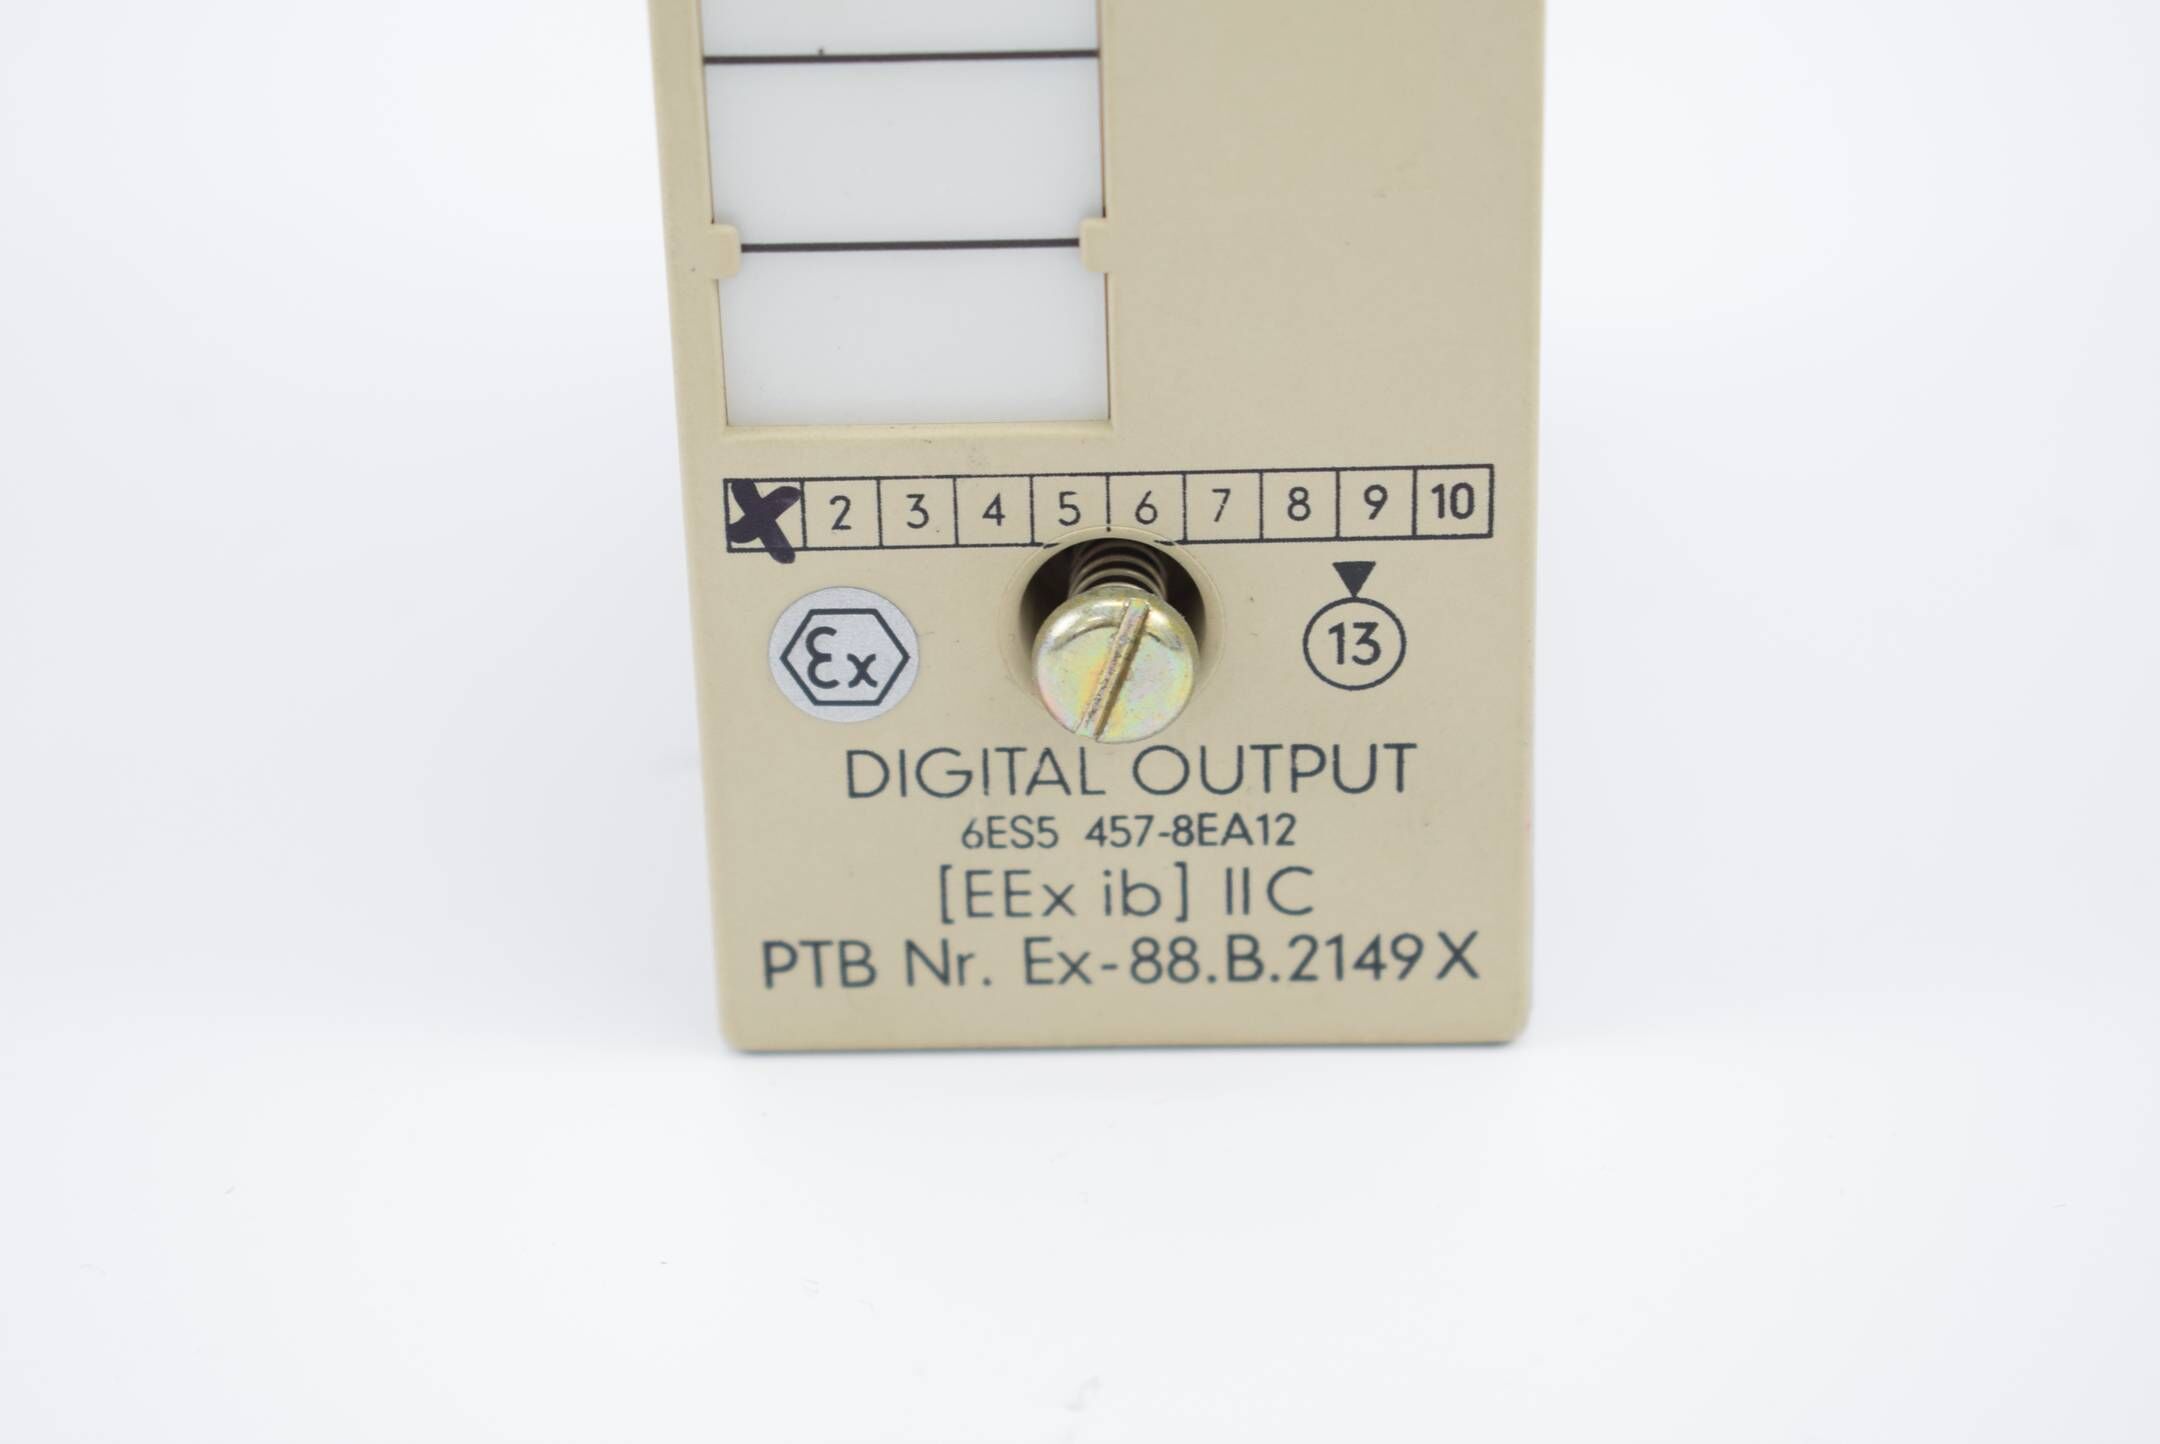 2 3 4 5 6 7 8 9 10
Ex
13
DIGITAL OUTPUT
6ES5 457-8EA12
[EEx ib] IIC
PTB Nr. Ex-88.B.2149 X